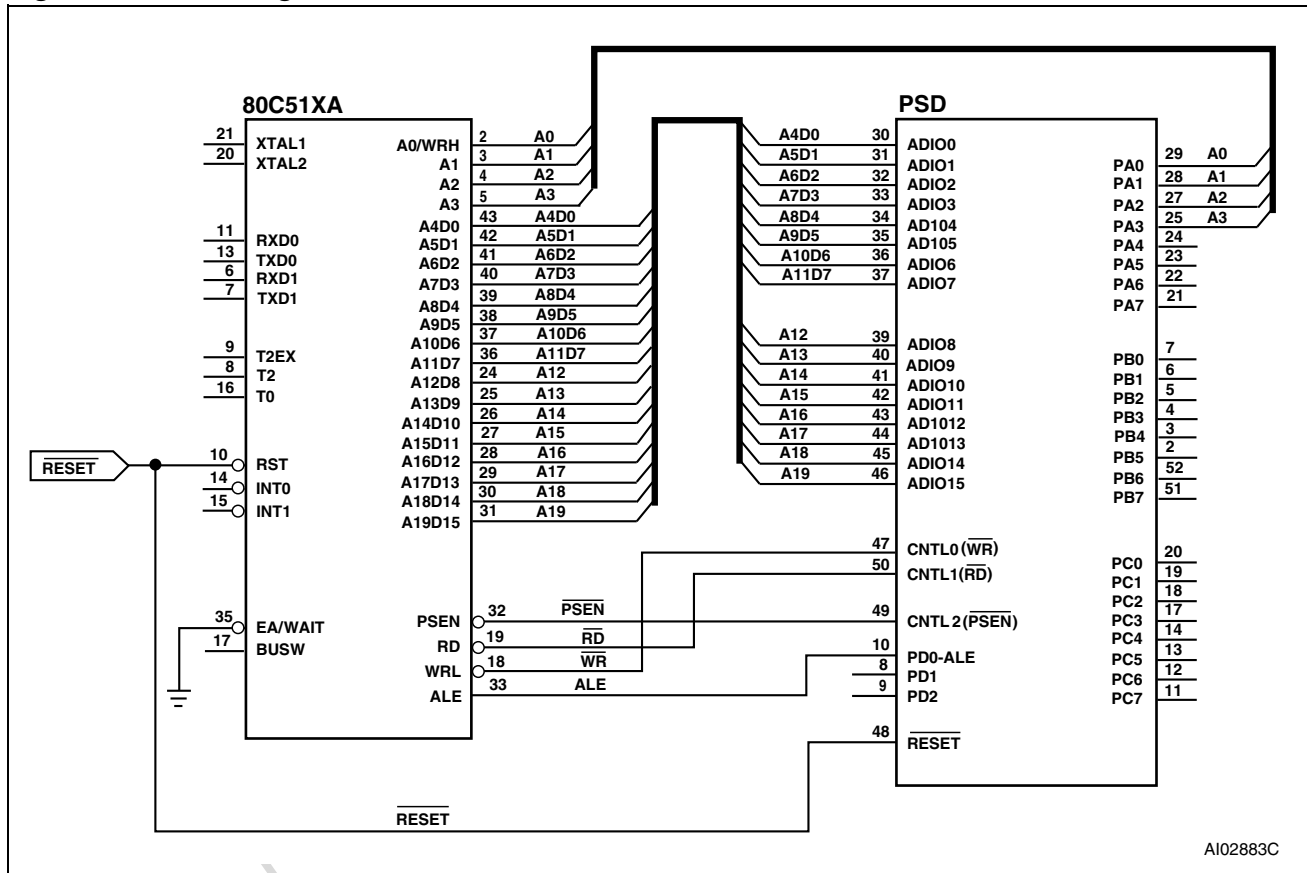 80C51XA
PSD
21 XTAL1
20 XTAL2
11 RXD0
13 TXD0
6 RXD1
7 TXD1
9 T2EX
8 T2
16 T0
RESET
10 RST
14 INT0
15 INT1
35 EA/WAIT
17 BUSW
A0/WRH 2 A0
A1 3 A1
A2 4 A2
A3 5 A3
A4D0 43 A4D0
A5D1 42 A5D1
A6D2 41 A6D2
A7D3 40 A7D3
A8D4 39 A8D4
A9D5 38 A9D5
A10D6 37 A10D6
A11D7 36 A11D7
A12D8 24 A12
A13D9 25 A13
A14D10 26 A14
A15D11 27 A15
A16D12 28 A16
A17D13 29 A17
A18D14 30 A18
A19D15 31 A19
PSEN 32 PSEN
RD 19 RD
WRL 18 WR
ALE 33 ALE
A4D0 30 ADIO0
A5D1 31 ADIO1
A6D2 32 ADIO2
A7D3 33 ADIO3
A8D4 34 AD104
A9D5 35 AD105
A10D6 36 ADIO6
A11D7 37 ADIO7
A12 39 ADIO8
A13 40 ADIO9
A14 41 ADIO10
A15 42 ADIO11
A16 43 AD1012
A17 44 AD1013
A18 45 ADIO14
A19 46 ADIO15
47 CNTL0(WR)
50 CNTL1(RD)
49 CNTL 2(PSEN)
10 PD0-ALE
8 PD1
9 PD2
48 RESET
PA0 29 A0
PA1 28 A1
PA2 27 A2
PA3 25 A3
PA4 24
PA5 23
PA6 22
PA7 21
PB0 7
PB1 6
PB2 5
PB3 4
PB4 3
PB5 2
PB6 52
PB7 51
PC0 20
PC1 19
PC2 18
PC3 17
PC4 14
PC5 13
PC6 12
PC7 11
RESET
AI02883C